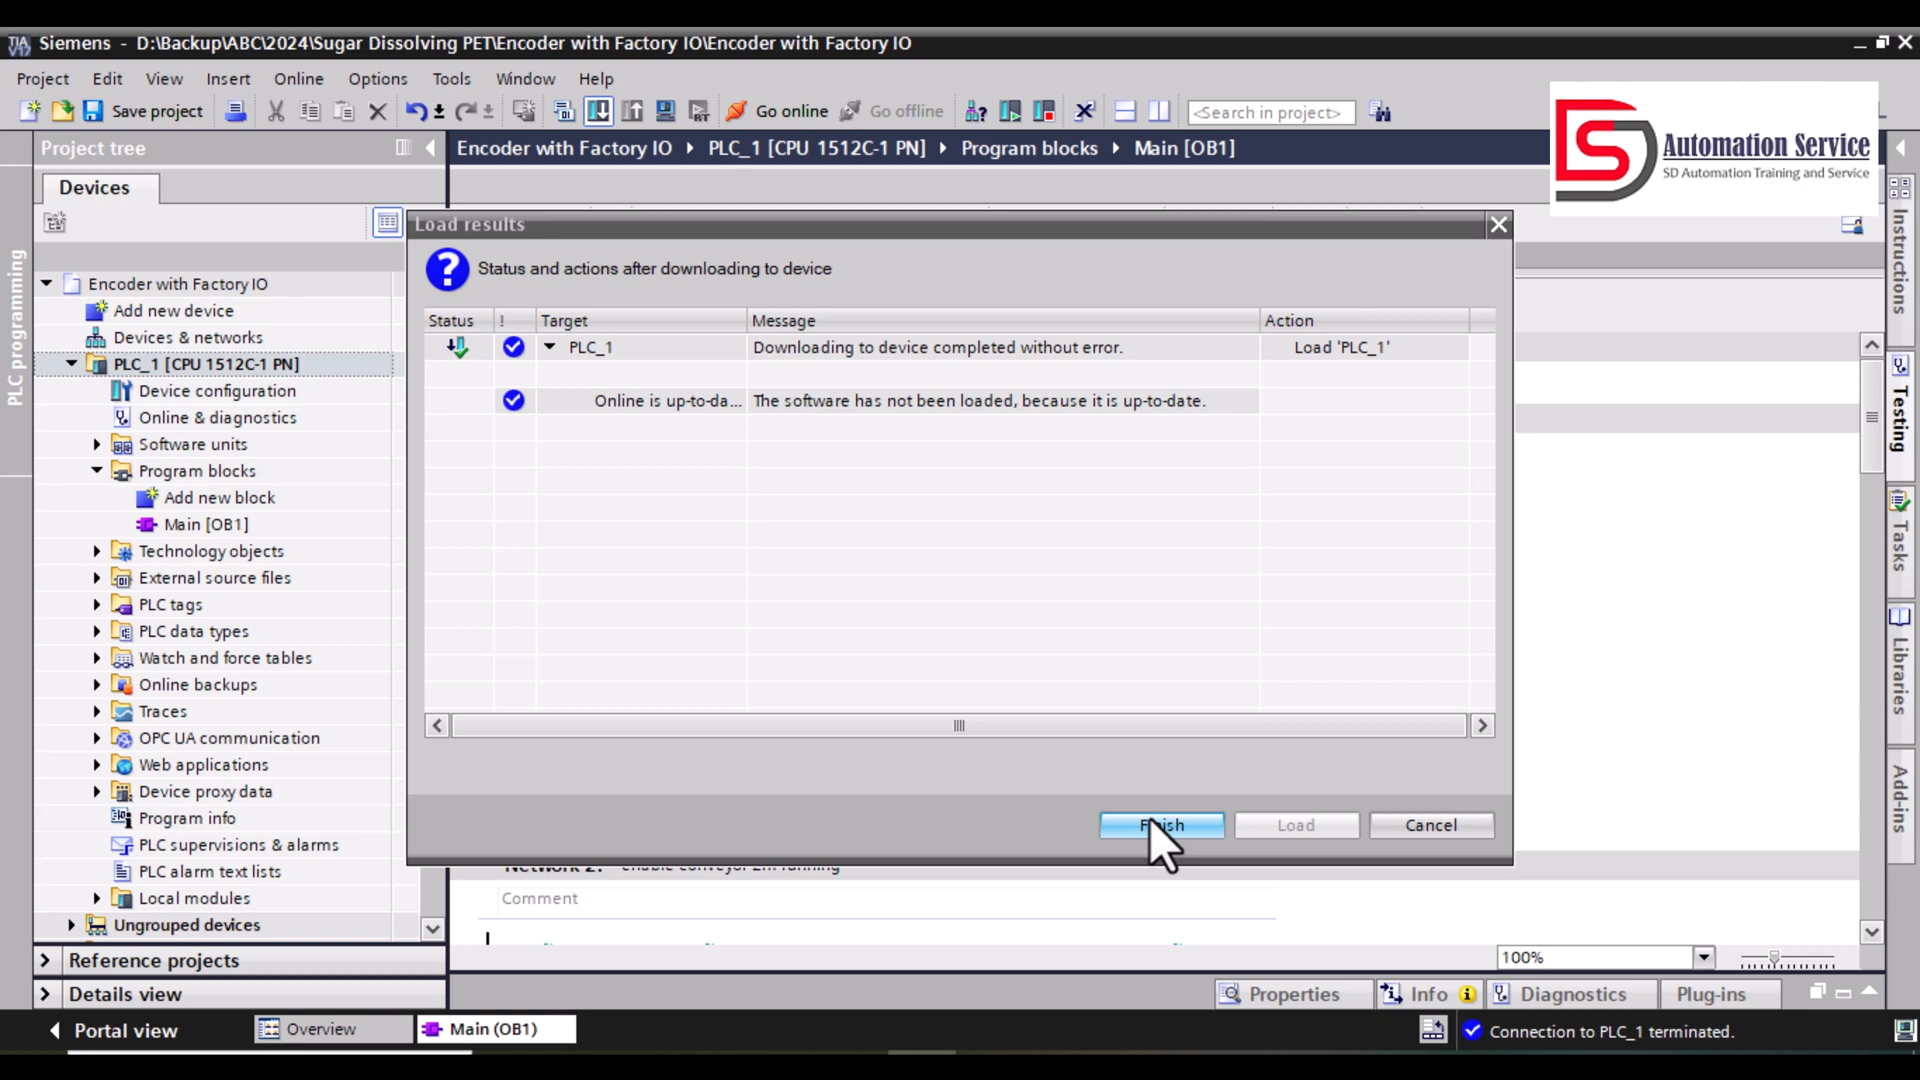 Siemens - D:\Backup\ABC\2024\Sugar Dissolving PET\Encoder with Factory IO\Encoder with Factory IO
Project Edit View Insert Online Options Tools Window Help
Save project Go online Go offline <Search in project>
Automation Service
SD Automation Training and Service
Project tree
Encoder with Factory IO PLC_1 [CPU 1512C-1 PN] Program blocks Main [OB1]
Devices
PLC programming
Encoder with Factory IO
Add new device
Devices & networks
PLC_1 [CPU 1512C-1 PN]
Device configuration
Online & diagnostics
Software units
Program blocks
Add new block
Main [OB1]
Technology objects
External source files
PLC tags
PLC data types
Watch and force tables
Online backups
Traces
OPC UA communication
Web applications
Device proxy data
Program info
PLC supervisions & alarms
PLC alarm text lists
Local modules
Ungrouped devices
Reference projects
Details view
Load results
Status and actions after downloading to device
Status ! Target Message Action
PLC_1 Downloading to device completed without error. Load 'PLC_1'
Online is up-to-da... The software has not been loaded, because it is up-to-date.
Finish Load Cancel
Network 2: enable conveyor 2m running
Comment
100%
Properties Info Diagnostics Plug-ins
Instructions
Testing
Tasks
Libraries
Add-ins
Portal view Overview Main (OB1) Connection to PLC_1 terminated.